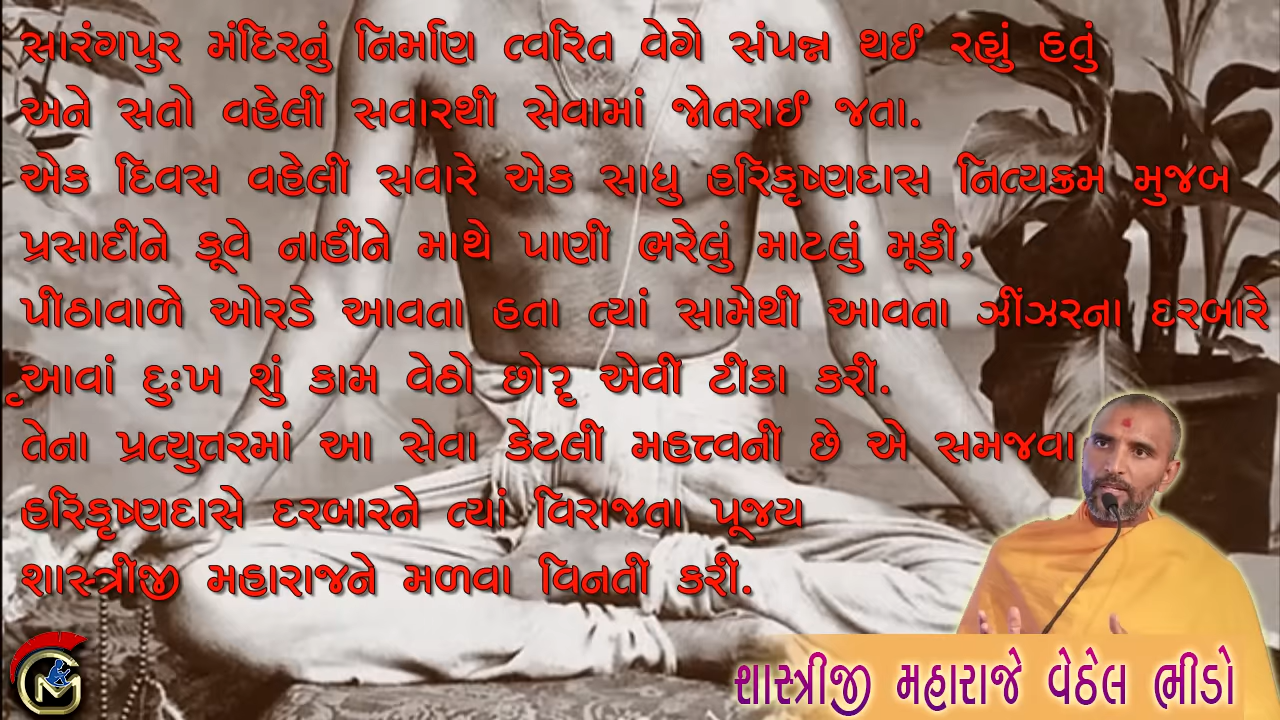 સારંગપુર મંદિરનું નિર્માણ ત્વરિત વેગે સંપન્ન થઈ રહ્યું હતું
અને સતો વહેલી સવારથી સેવામાં જોતરાઈ જતા.
એક દિવસ વહેલી સવારે એક સાધુ હરિકૃષ્ણદાસ નિત્યક્રમ મુજબ
પ્રસાદીને કૂવે નાહીને માથે પાણી ભરેલું માટલું મૂકી,
પીઠાવાળે ઓરડે આવતા હતા ત્યાં સામેથી આવતા ઝીંઝરના દરબારે
આવાં દુઃખ શું કામ વેઠો છો એવી ટીકા કરી.
તેના પ્રત્યુત્તરમાં આ સેવા કેટલી મહત્ત્વની છે એ સમજવા
હરિકૃષ્ણદાસે દરબારને ત્યાં વિરાજતા પૂજ્ય
શાસ્ત્રીજી મહારાજને મળવા વિનતી કરી.
શાસ્ત્રીજી મહારાજે વેઠેલ ભીડો